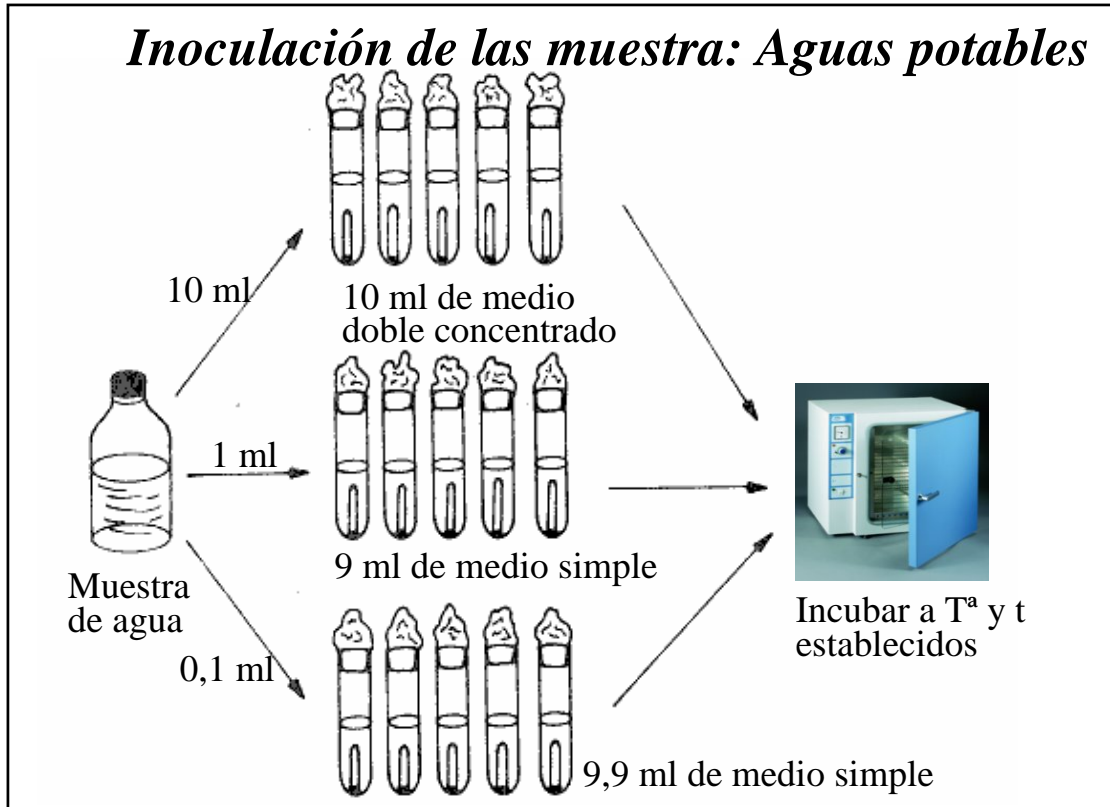 Inoculación de las muestra: Aguas potables
10 ml
10 ml de medio
doble concentrado
1 ml
9 ml de medio simple
Muestra
de agua
0,1 ml
Incubar a Tª y t
establecidos
9,9 ml de medio simple